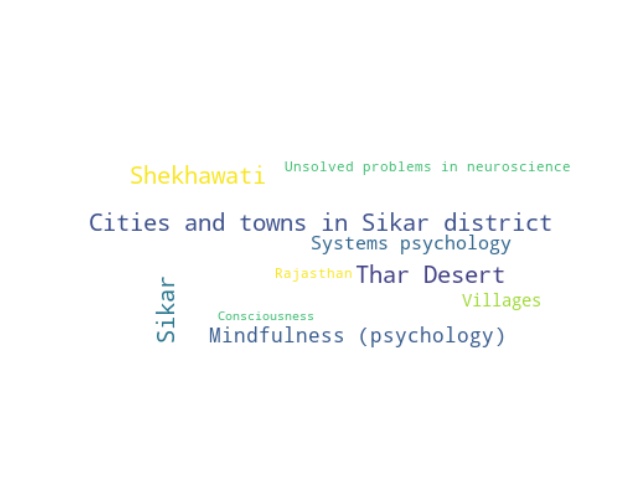 Unsolved problems in neuroscience
Shekhawati
Cities and towns in Sikar district
Systems psychology
Rajasthan
Thar Desert
Villages
Sikar
Consciousness
Mindfulness (psychology)